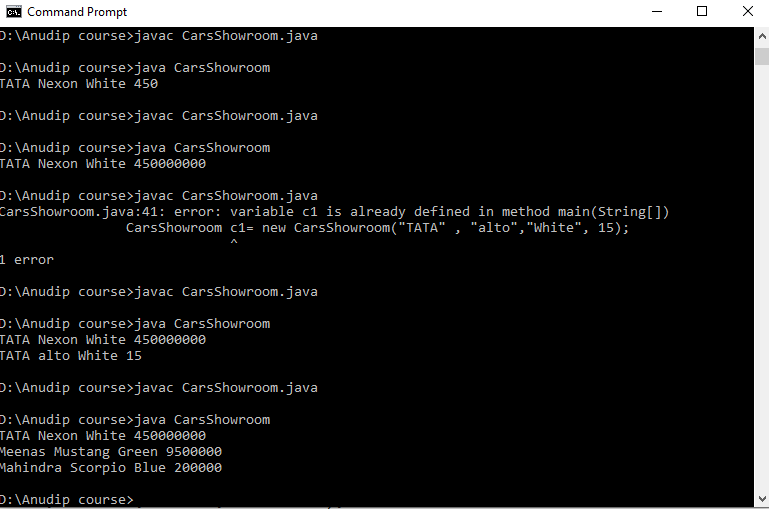 Command Prompt
D:\Anudip course>javac CarsShowroom.java
D:\Anudip course>java CarsShowroom
TATA Nexon White 450
D:\Anudip course>javac CarsShowroom.java
D:\Anudip course>java CarsShowroom
TATA Nexon White 450000000
D:\Anudip course>javac CarsShowroom.java
CarsShowroom.java:41: error: variable c1 is already defined in method main(String[])
CarsShowroom c1= new CarsShowroom("TATA" , "alto","White", 15);
^
1 error
D:\Anudip course>javac CarsShowroom.java
D:\Anudip course>java CarsShowroom
TATA Nexon White 450000000
TATA alto White 15
D:\Anudip course>javac CarsShowroom.java
D:\Anudip course>java CarsShowroom
TATA Nexon White 450000000
Meenas Mustang Green 9500000
Mahindra Scorpio Blue 200000
D:\Anudip course>